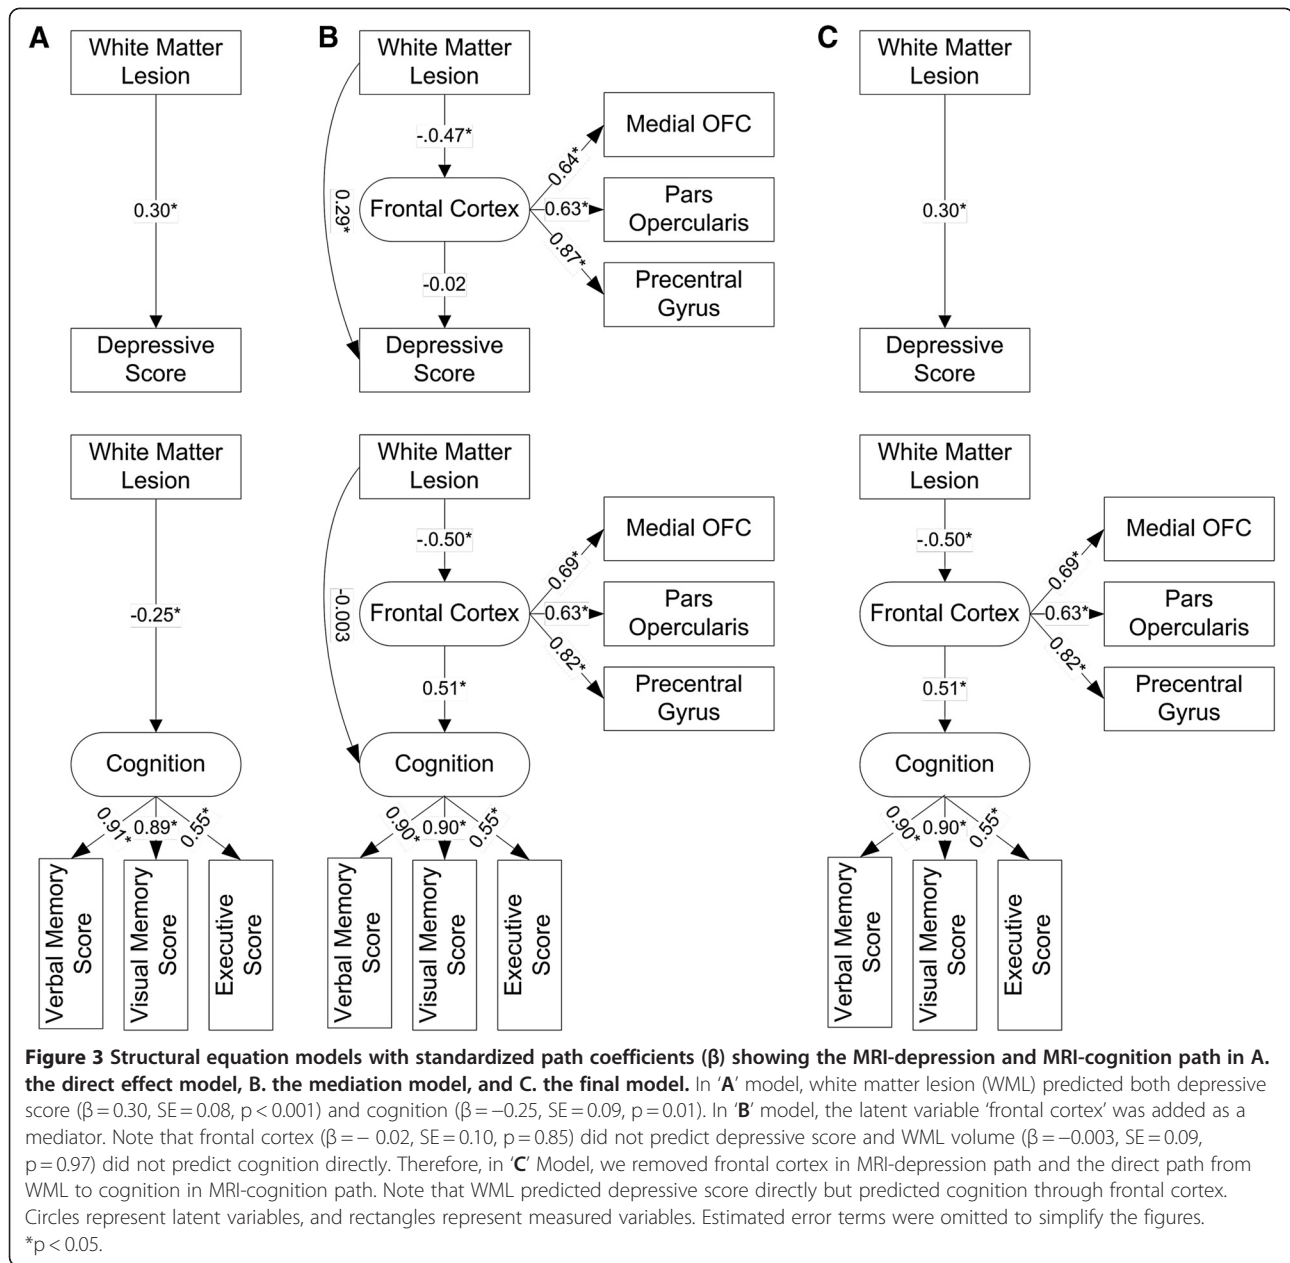 A
White Matter
Lesion
0.30*
Depressive
Score
White Matter
Lesion
-0.25*
Cognition
0.91*
0.89*
0.55*
Verbal Memory
Score
Visual Memory
Score
Executive
Score
B
White Matter
Lesion
-.0.47*
0.29*
Frontal Cortex
0.64*
0.63*
0.87*
Medial OFC
Pars
Opercularis
Precentral
Gyrus
-0.02
Depressive
Score
White Matter
Lesion
-.0.50*
-0.003
Frontal Cortex
0.69*
0.63*
0.82*
Medial OFC
Pars
Opercularis
Precentral
Gyrus
0.51*
Cognition
0.90*
0.90*
0.55*
Verbal Memory
Score
Visual Memory
Score
Executive
Score
C
White Matter
Lesion
0.30*
Depressive
Score
White Matter
Lesion
-.0.50*
Frontal Cortex
0.69*
0.63*
0.82*
Medial OFC
Pars
Opercularis
Precentral
Gyrus
0.51*
Cognition
0.90*
0.90*
0.55*
Verbal Memory
Score
Visual Memory
Score
Executive
Score
Figure 3 Structural equation models with standardized path coefficients (β) showing the MRI-depression and MRI-cognition path in A.
the direct effect model, B. the mediation model, and C. the final model. In ‘A’ model, white matter lesion (WML) predicted both depressive
score (β = 0.30, SE = 0.08, p < 0.001) and cognition (β = −0.25, SE = 0.09, p = 0.01). In ‘B’ model, the latent variable ‘frontal cortex’ was added as a
mediator. Note that frontal cortex (β = − 0.02, SE = 0.10, p = 0.85) did not predict depressive score and WML volume (β = −0.003, SE = 0.09,
p = 0.97) did not predict cognition directly. Therefore, in ‘C’ Model, we removed frontal cortex in MRI-depression path and the direct path from
WML to cognition in MRI-cognition path. Note that WML predicted depressive score directly but predicted cognition through frontal cortex.
Circles represent latent variables, and rectangles represent measured variables. Estimated error terms were omitted to simplify the figures.
*p < 0.05.